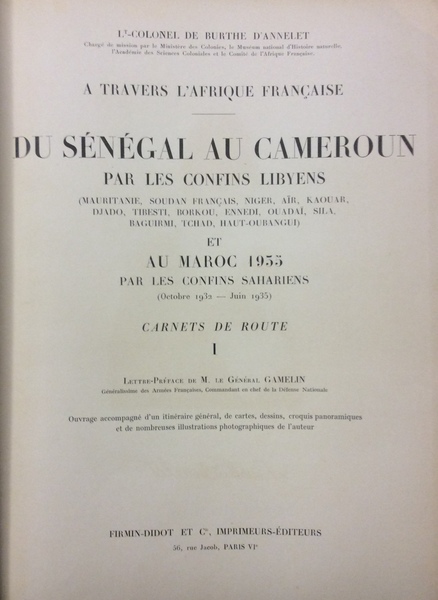 Lᵗ-COLONEL DE BURTHE D'ANNELET
Chargé de mission par le Ministère des Colonies, le Muséum national d'Histoire naturelle,
l'Académie des Sciences Coloniales et le Comité de l'Afrique Française.
A TRAVERS L'AFRIQUE FRANÇAISE
DU SÉNÉGAL AU CAMEROUN
PAR LES CONFINS LIBYENS
(MAURITANIE, SOUDAN FRANÇAIS, NIGER, AÏR, KAOUAR,
DJADO, TIBESTI, BORKOU, ENNEDI, OUADAÏ, SILA,
BAGUIRMI, TCHAD, HAUT-OUBANGUI)
ET
AU MAROC 1935
PAR LES CONFINS SAHARIENS
(Octobre 1932 — Juin 1935)
CARNETS DE ROUTE
I
LETTRE-PRÉFACE DE M. LE GÉNÉRAL GAMELIN
Généralissime des Armées Françaises, Commandant en chef de la Défense Nationale
Ouvrage accompagné d'un itinéraire général, de cartes, dessins, croquis panoramiques
et de nombreuses illustrations photographiques de l'auteur
FIRMIN-DIDOT ET Cⁱᵉ, IMPRIMEURS-ÉDITEURS
56, rue Jacob, PARIS VIᵉ